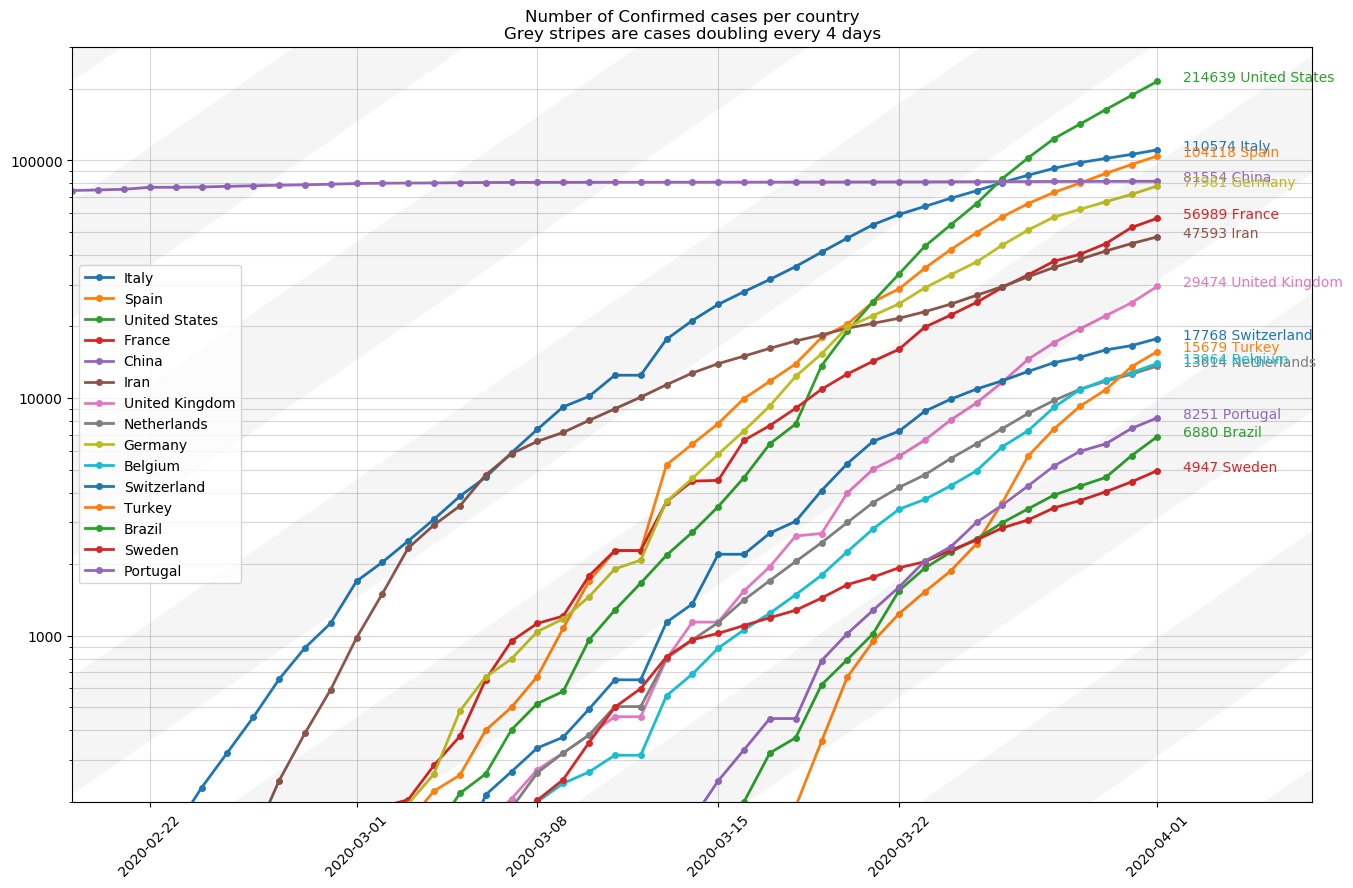 Number of Confirmed cases per country
Grey stripes are cases doubling every 4 days
100000
10000
1000
Italy
Spain
United States
France
China
Iran
United Kingdom
Netherlands
Germany
Belgium
Switzerland
Turkey
Brazil
Sweden
Portugal
214639 United States
110574 Italy
104118 Spain
81554 China
77981 Germany
56989 France
47593 Iran
29474 United Kingdom
17768 Switzerland
15679 Turkey
Belgium
Netherlands
8251 Portugal
6880 Brazil
4947 Sweden
2020-02-22
2020-03-01
2020-03-08
2020-03-15
2020-03-22
2020-04-01